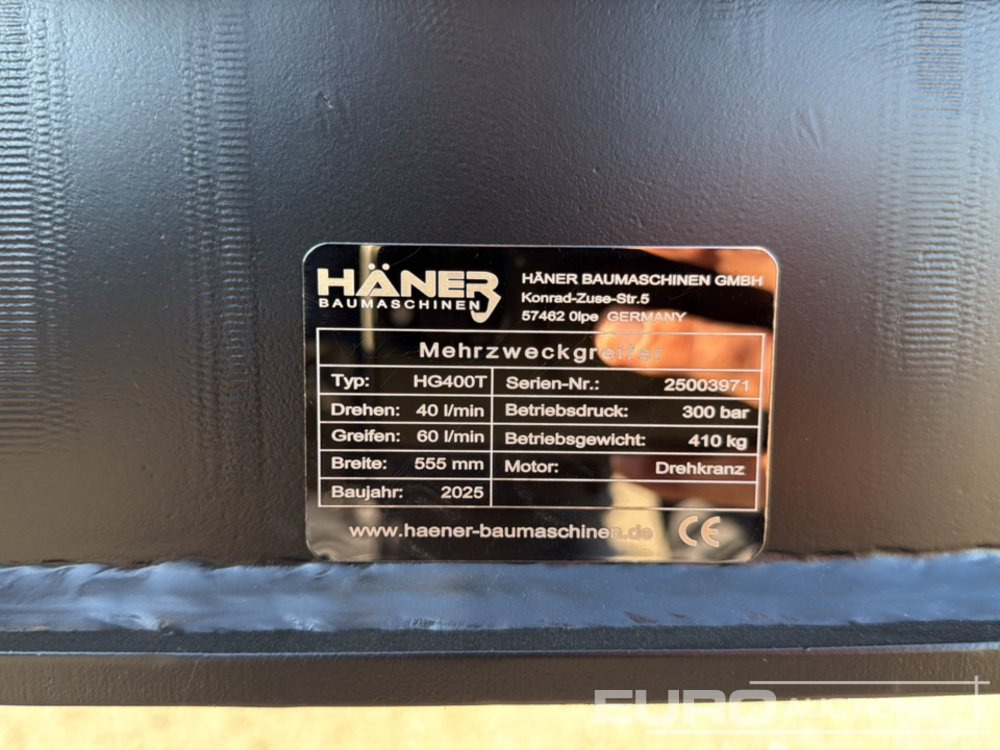 HÄNER
BAUMASCHINEN
HÄNER BAUMASCHINEN GMBH
Konrad-Zuse-Str.5
57462 Olpe GERMANY
Mehrzweckgreifer
Typ: HG400T Serien-Nr.: 25003971
Drehen: 40 l/min Betriebsdruck: 300 bar
Greifen: 60 l/min Betriebsgewicht: 410 kg
Breite: 555 mm Motor: Drehkranz
Baujahr: 2025
www.haener-baumaschinen.de CE
EURO
AUCTIONS